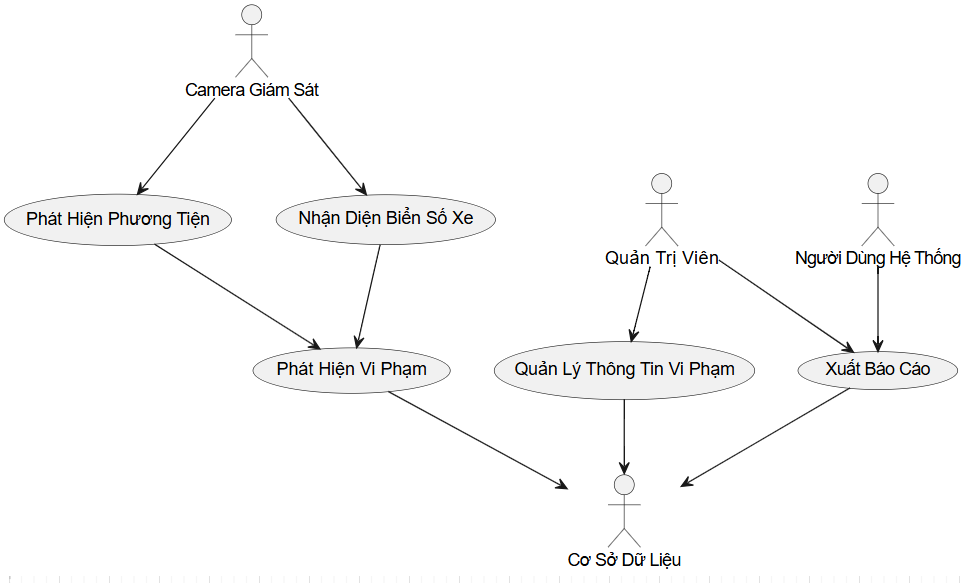 Camera Giám Sát
Phát Hiện Phương Tiện
Nhận Diện Biển Số Xe
Quản Trị Viên
Người Dùng Hệ Thống
Phát Hiện Vi Phạm
Quản Lý Thông Tin Vi Phạm
Xuất Báo Cáo
Cơ Sở Dữ Liệu